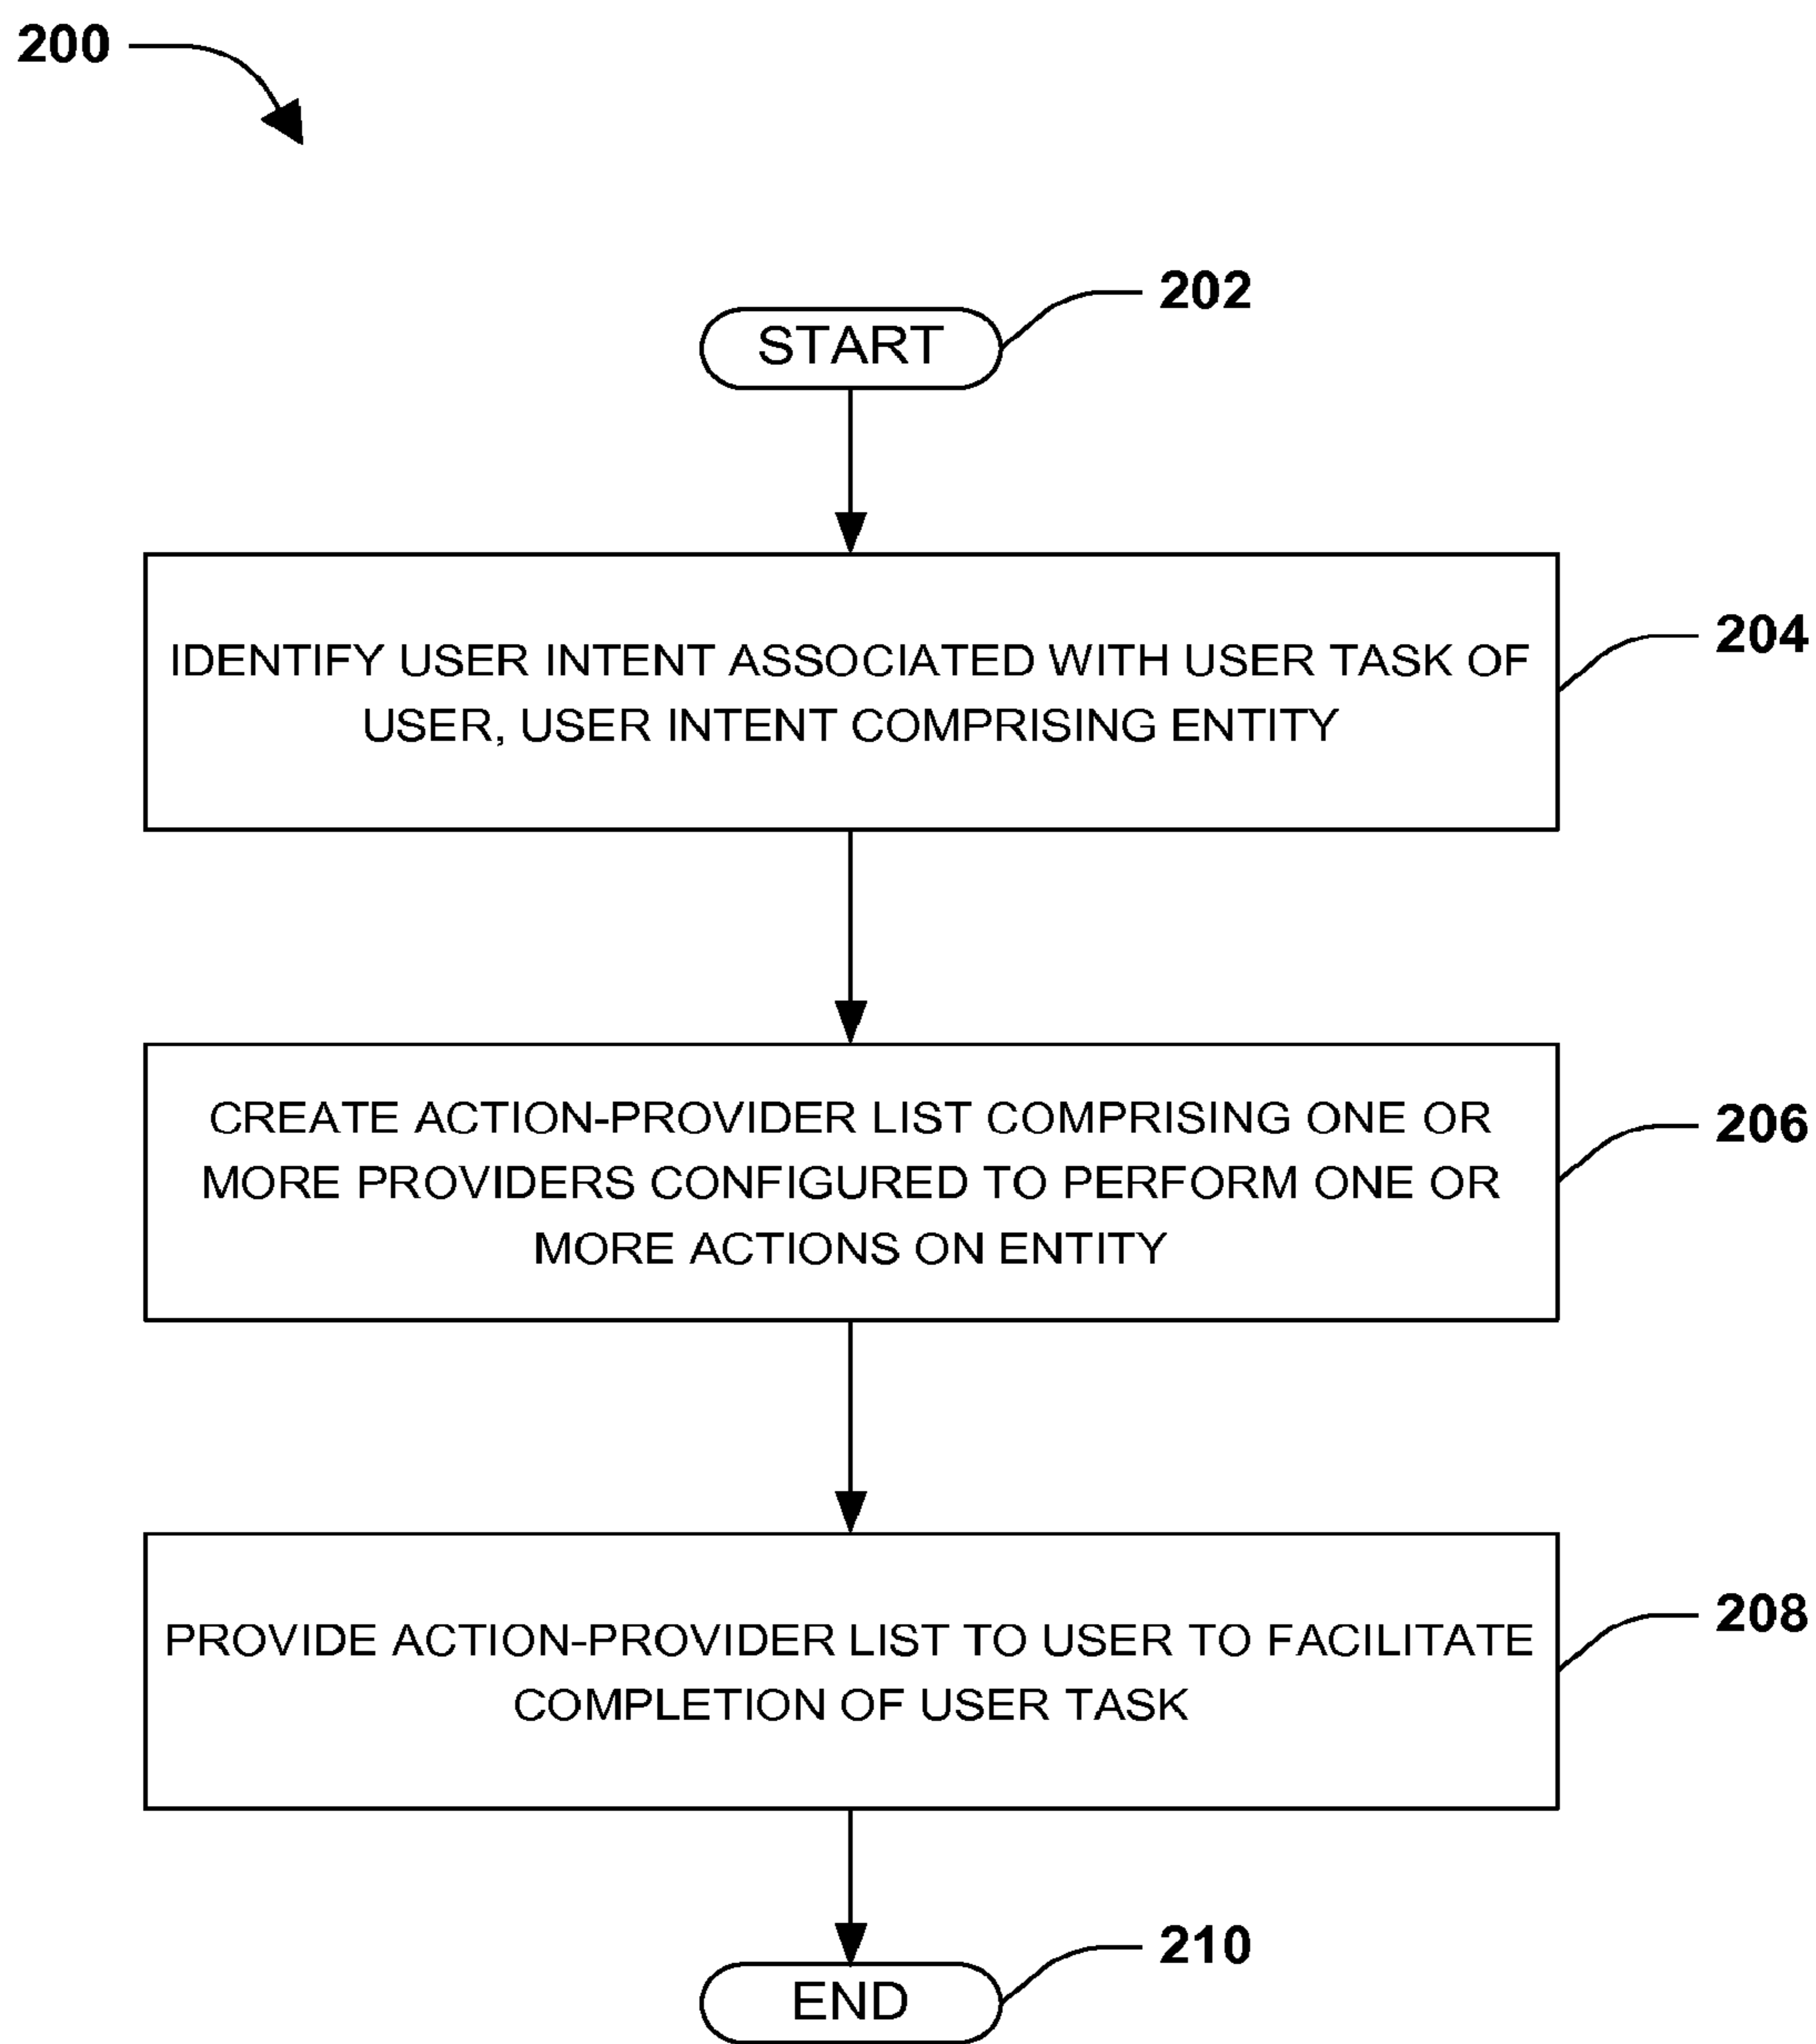 200
202
START
204
IDENTIFY USER INTENT ASSOCIATED WITH USER TASK OF
USER, USER INTENT COMPRISING ENTITY
206
CREATE ACTION-PROVIDER LIST COMPRISING ONE OR
MORE PROVIDERS CONFIGURED TO PERFORM ONE OR
MORE ACTIONS ON ENTITY
208
PROVIDE ACTION-PROVIDER LIST TO USER TO FACILITATE
COMPLETION OF USER TASK
210
END